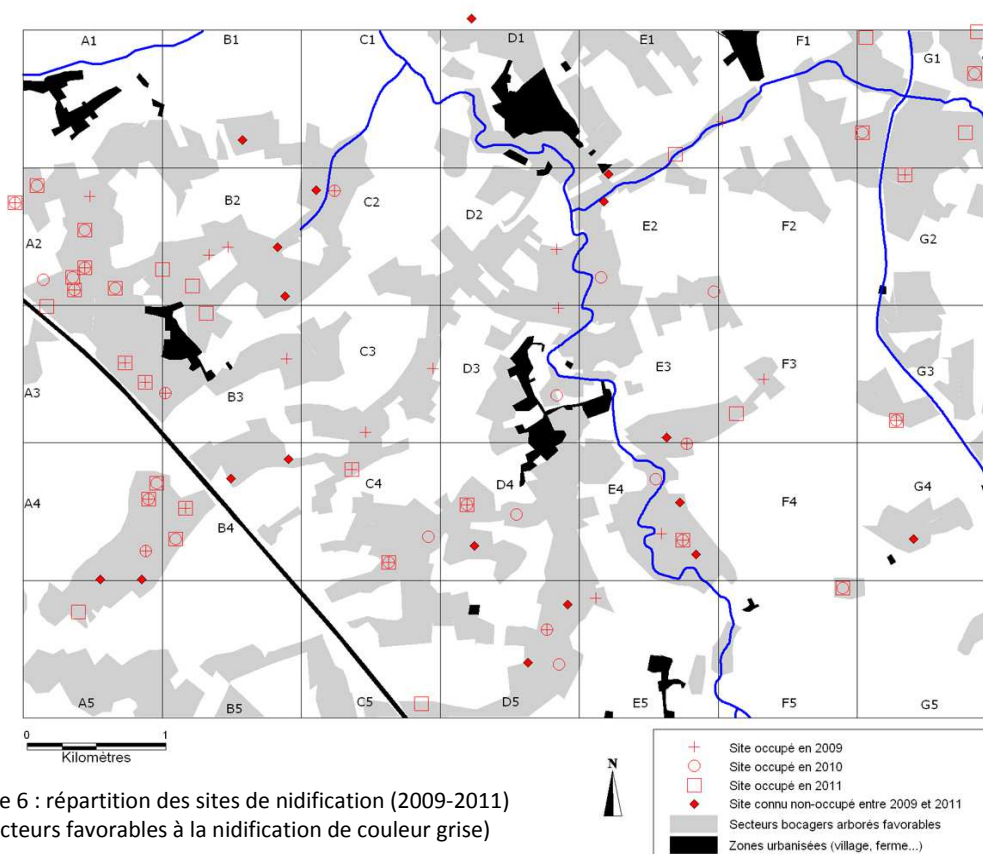 A1 B1 C1 D1 E1 F1 G1
A2 B2 C2 D2 E2 F2 G2
A3 B3 C3 D3 E3 F3 G3
A4 B4 C4 D4 E4 F4 G4
A5 B5 C5 D5 E5 F5 G5
0 1
Kilomètres
N
Site occupé en 2009
Site occupé en 2010
Site occupé en 2011
Site connu non-occupé entre 2009 et 2011
Secteurs bocagers arborés favorables
Zones urbanisées (village, ferme...)
e 6 : répartition des sites de nidification (2009-2011)
cteurs favorables à la nidification de couleur grise)